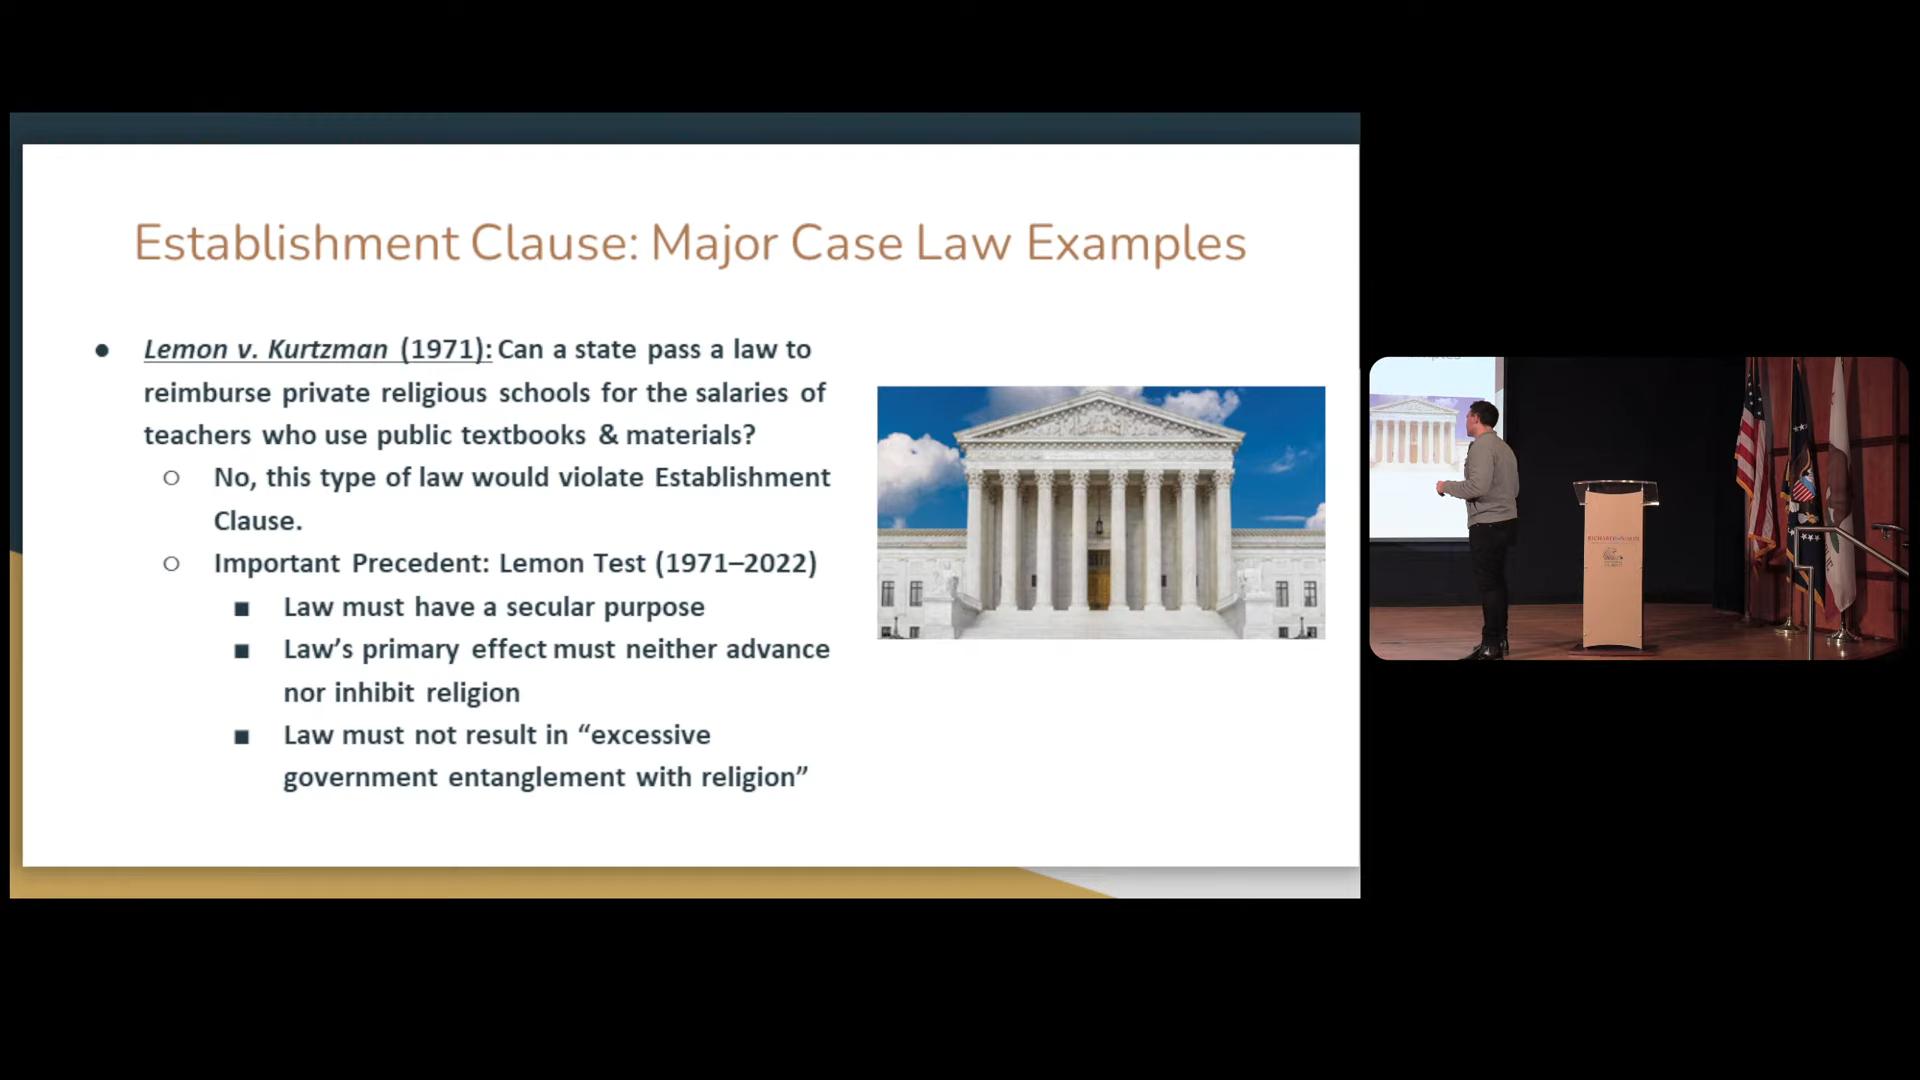 Establishment Clause: Major Case Law Examples
● Lemon v. Kurtzman (1971): Can a state pass a law to
reimburse private religious schools for the salaries of
teachers who use public textbooks & materials?
○ No, this type of law would violate Establishment
Clause.
○ Important Precedent: Lemon Test (1971–2022)
■ Law must have a secular purpose
■ Law’s primary effect must neither advance
nor inhibit religion
■ Law must not result in “excessive
government entanglement with religion”